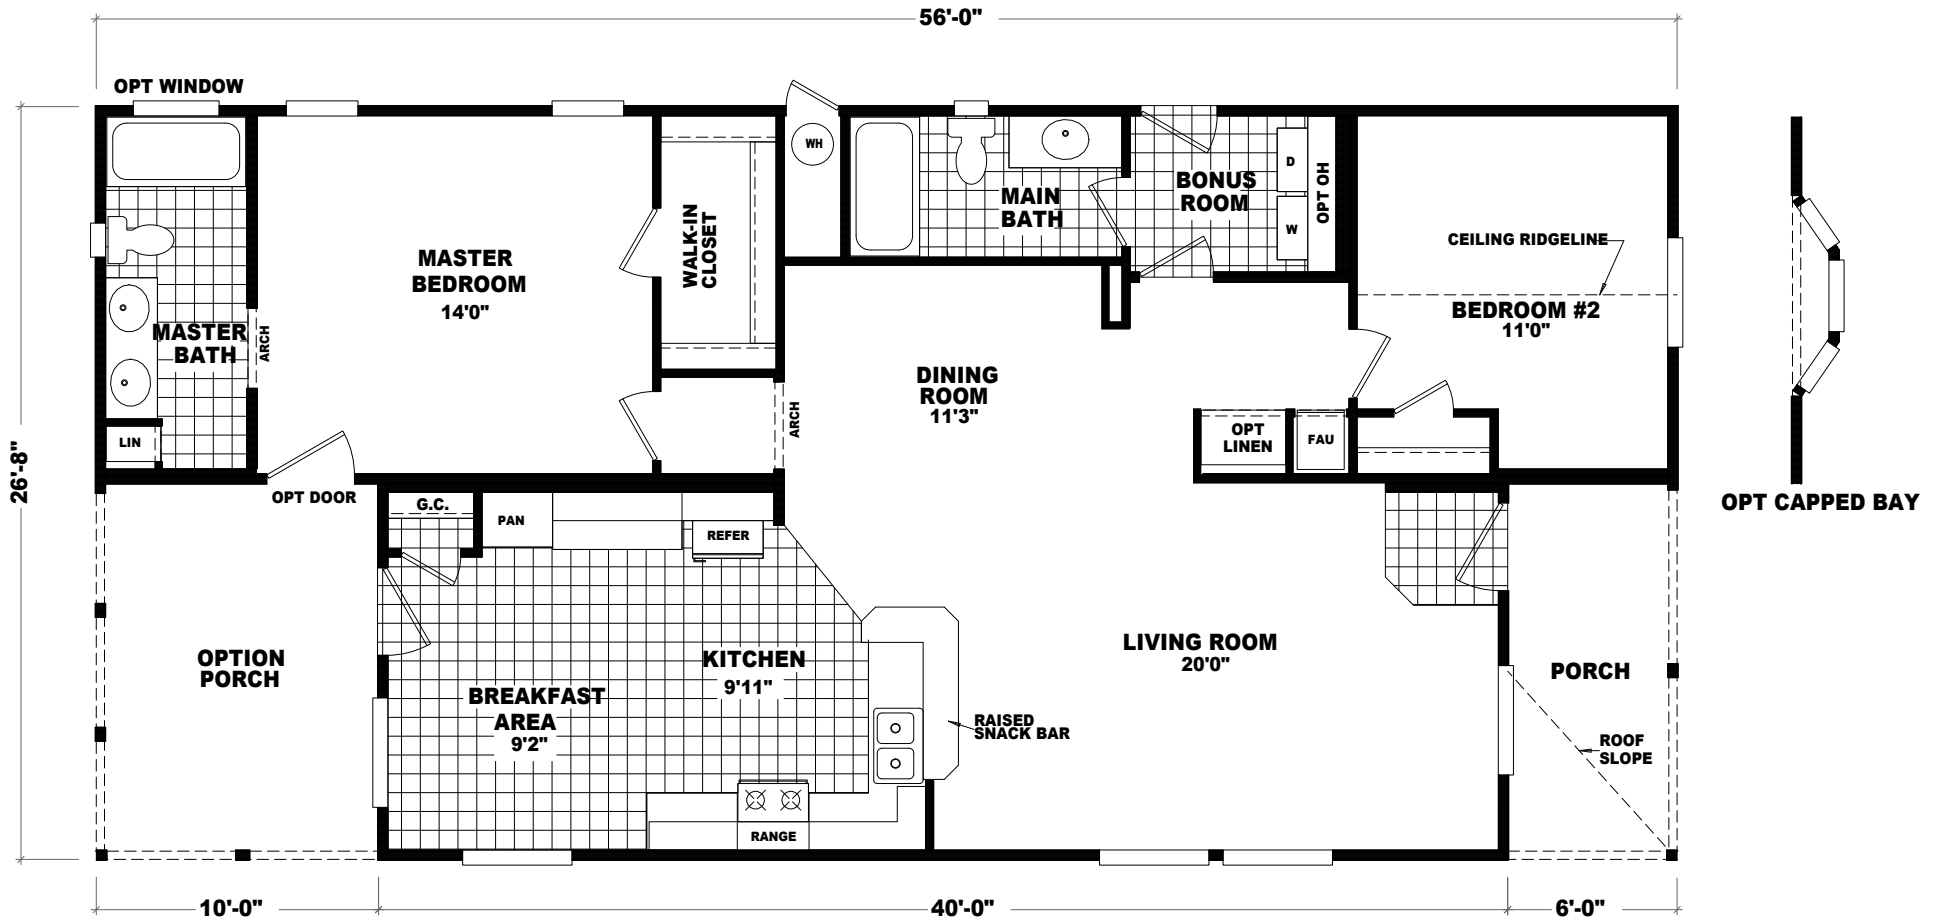 56'-0"
OPT WINDOW
WH
D
W
OPT OH
BONUS
ROOM
MAIN
BATH
WALK-IN
CLOSET
MASTER
BEDROOM
14'0"
CEILING RIDGELINE
BEDROOM #2
11'0"
MASTER
BATH
ARCH
DINING
ROOM
11'3"
ARCH
LIN
OPT
LINEN
FAU
26'-8"
OPT DOOR
G.C.
PAN
REFER
OPT CAPPED BAY
OPTION
PORCH
KITCHEN
9'11"
BREAKFAST
AREA
9'2"
LIVING ROOM
20'0"
PORCH
RAISED
SNACK BAR
ROOF
SLOPE
RANGE
10'-0"
40'-0"
6'-0"